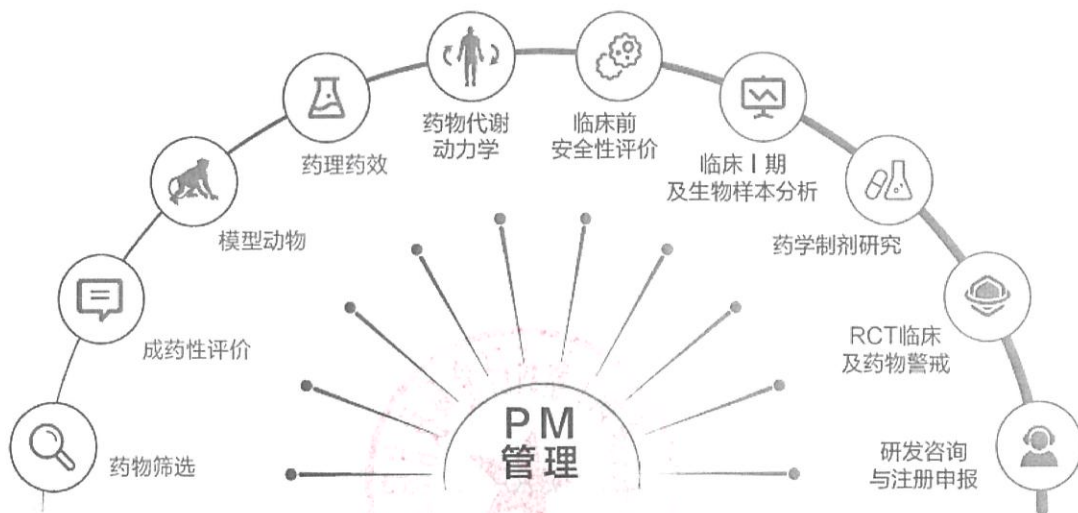 药物筛选
成药性评价
模型动物
药理药效
药物代谢
动力学
临床前
安全性评价
临床Ⅰ期
及生物样本分析
药学制剂研究
RCT临床
及药物警戒
研发咨询
与注册申报
PM
管理